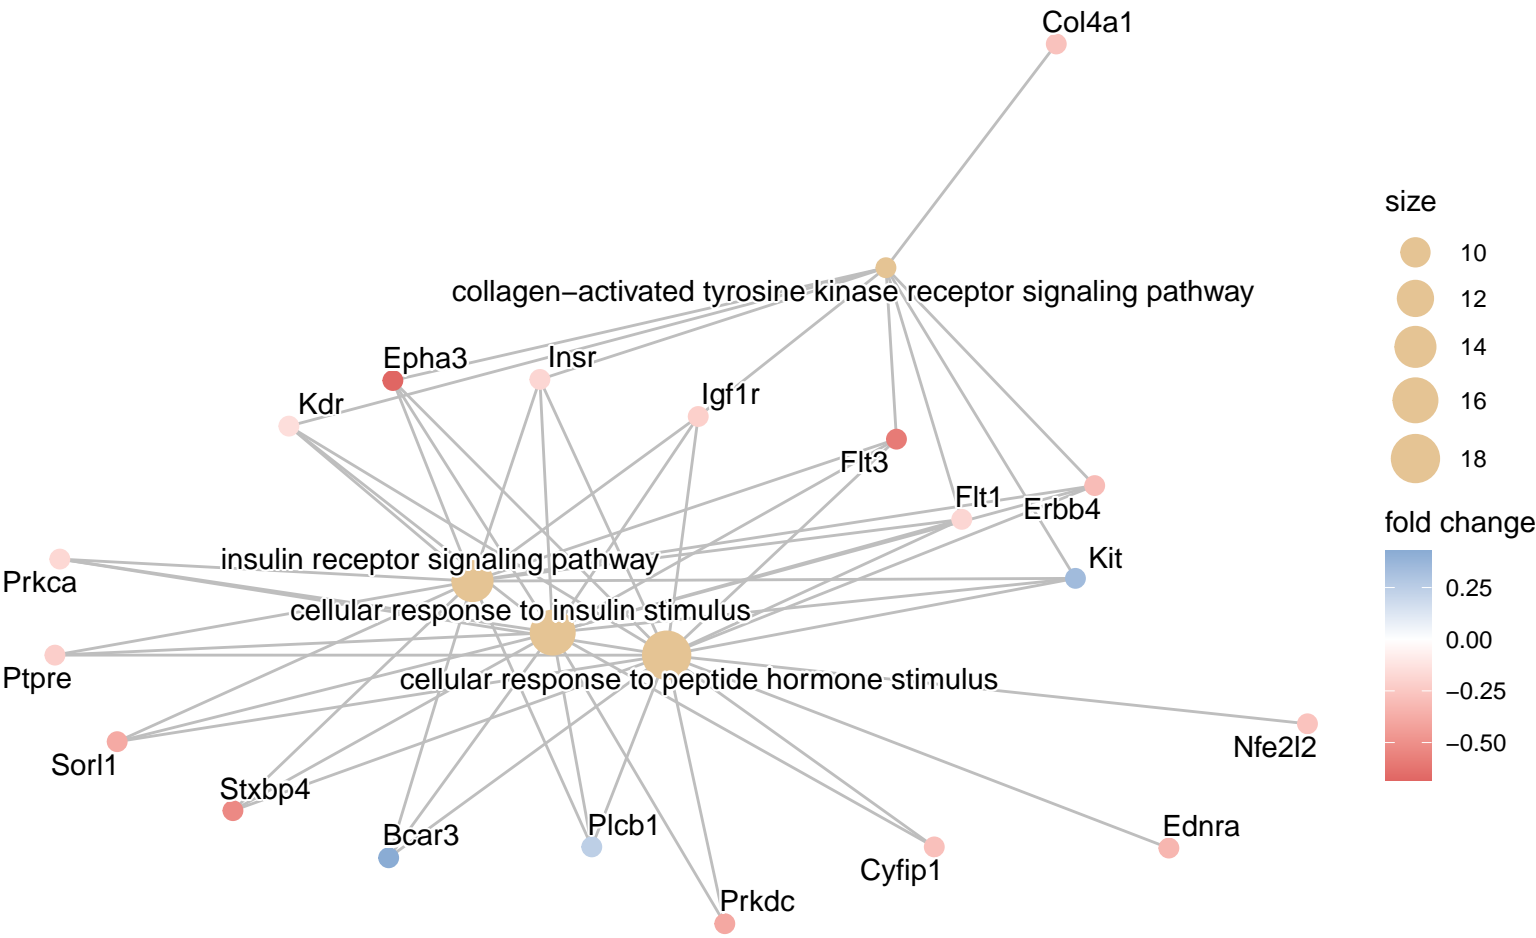 Col4a1
collagen−activated tyrosine kinase receptor signaling pathway
Epha3
Insr
Kdr
Igf1r
Flt3
Flt1
Erbb4
insulin receptor signaling pathway
Kit
Prkca
cellular response to insulin stimulus
Ptpre
cellular response to peptide hormone stimulus
Sorl1
Nfe2l2
Stxbp4
Bcar3
Plcb1
Ednra
Cyfip1
Prkdc
size
10
12
14
16
18
fold change
0.25
0.00
−0.25
−0.50